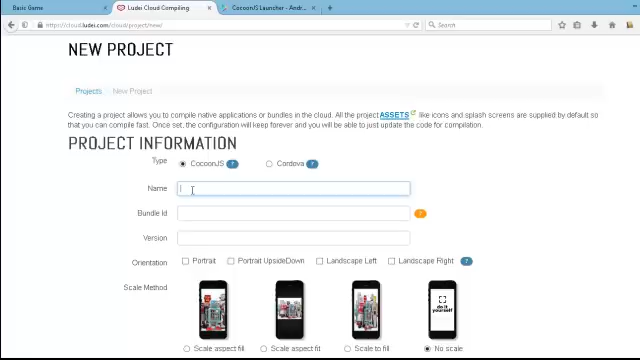 Basic Game
Ludei Cloud Compiling
CocoonJS Launcher - Andr...
https://cloud.ludei.com/cloud/project/new/
Search
NEW PROJECT
Projects
New Project
Creating a project allows you to compile native applications or bundles in the cloud. All the project ASSETS like icons and splash screens are supplied by default so
that you can compile fast. Once set, the configuration will keep forever and you will be able to just update the code for compilation.
PROJECT INFORMATION
Type CocoonJS ? Cordova ?
Name
Bundle Id ?
Version
Orientation Portrait Portrait UpsideDown Landscape Left Landscape Right ?
Scale Method
do it
yourself
Scale aspect fill Scale aspect fit Scale to fill No scale